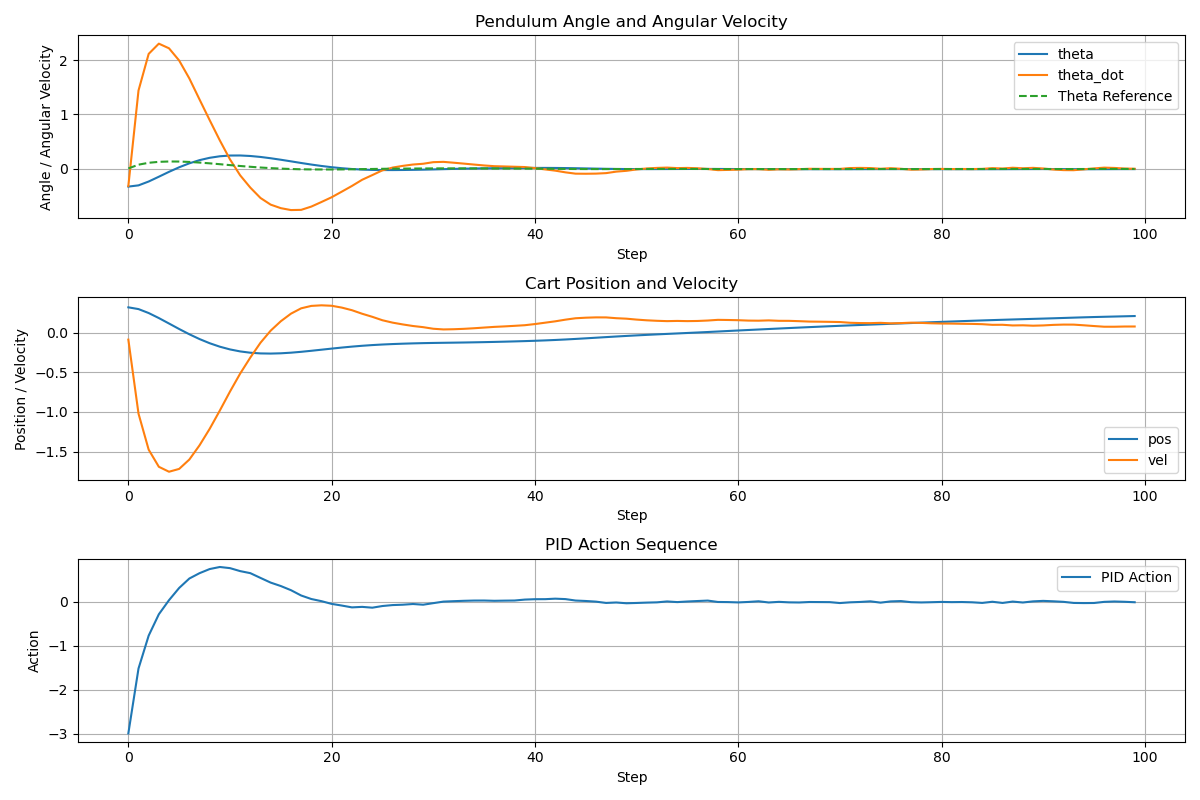 Pendulum Angle and Angular Velocity
Angle / Angular Velocity
2
1
0
theta
theta_dot
Theta Reference
0 20 40 60 80 100
Step
Cart Position and Velocity
Position / Velocity
0.0
−0.5
−1.0
−1.5
pos
vel
0 20 40 60 80 100
Step
PID Action Sequence
Action
0
−1
−2
−3
PID Action
0 20 40 60 80 100
Step